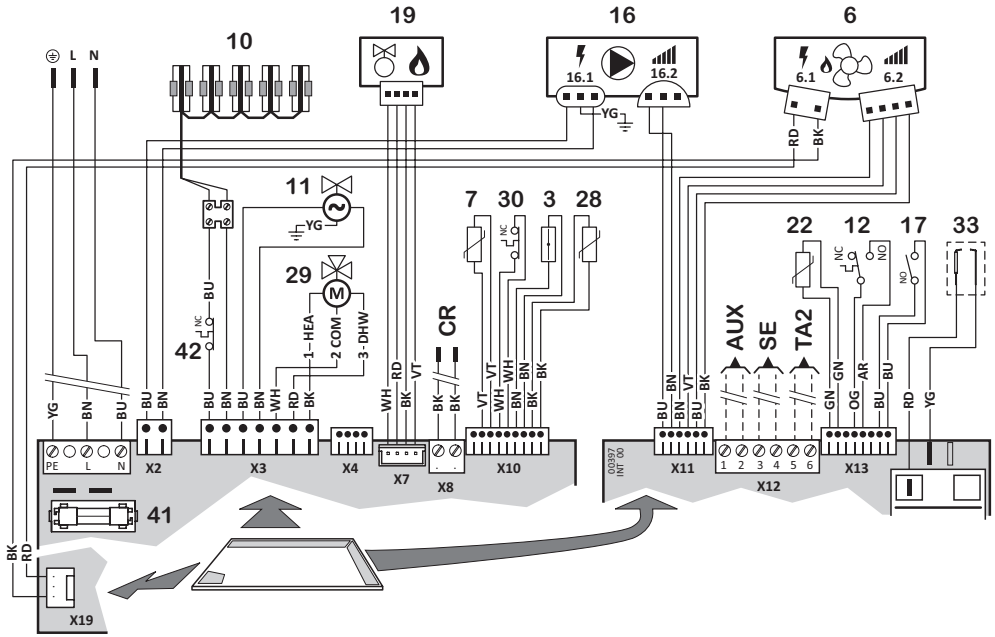 19
16
6
10
L
N
16.1
16.2
6.1
6.2
YG
RD
BK
11
YG
7
30
3
28
NC
22
12
17
33
NC
NO
NO
29
M
BU
NC
42
1-HEA
2 COM
3-DHW
CR
AUX
SE
TA2
YG
BN
BU
BU
BN
BU
BN
BU
BN
WH
RD
BK
WH
RD
BK
VT
BK
BK
VT
VT
WH
WH
BN
BN
BK
BK
BU
BN
BN
VT
BU
BK
GN
GN
OG
AR
BU
BU
RD
YG
PE
L
N
X2
X3
X4
X7
X8
X10
00397
INT 00
X11
1
2
3
4
5
6
X12
X13
41
BK
RD
X19